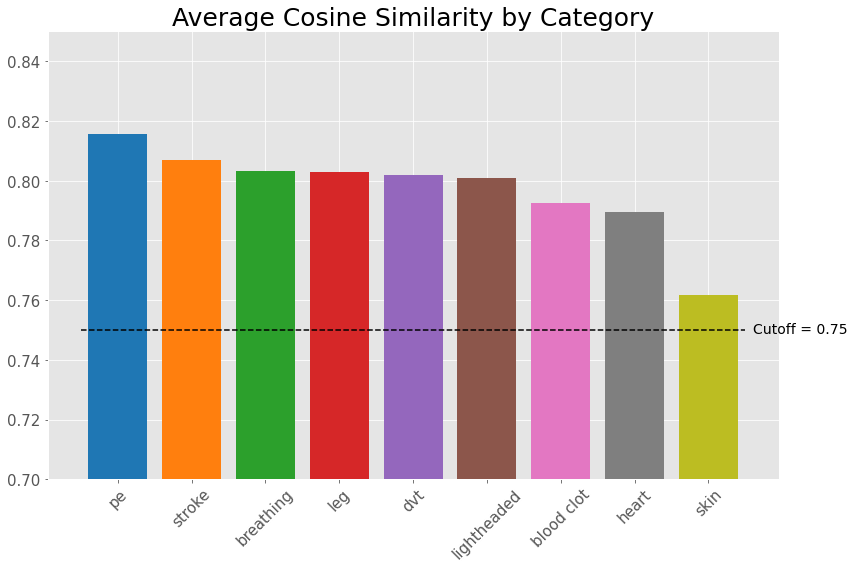 Average Cosine Similarity by Category
0.84
0.82
0.80
0.78
0.76
0.74
0.72
0.70
Cutoff = 0.75
pe
stroke
breathing
leg
dvt
lightheaded
blood clot
heart
skin